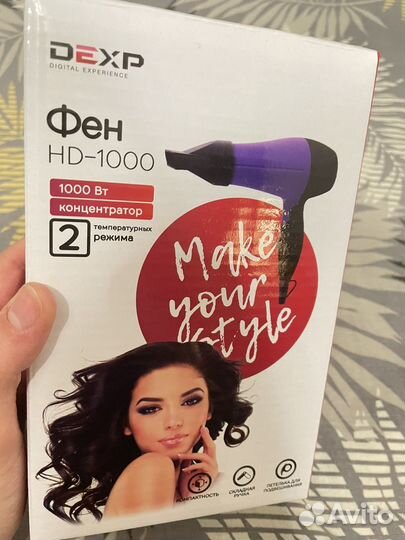 DEXP
DIGITAL EXPERIENCE
Фен
HD-1000
1000 Вт
концентратор
2 температурных
режима
Make
your
Style
КОМПАКТНОСТЬ
СКЛАДНАЯ
РУЧКА
ПЕТЕЛЬКА ДЛЯ
ПОДВЕШИВАНИЯ
Avito